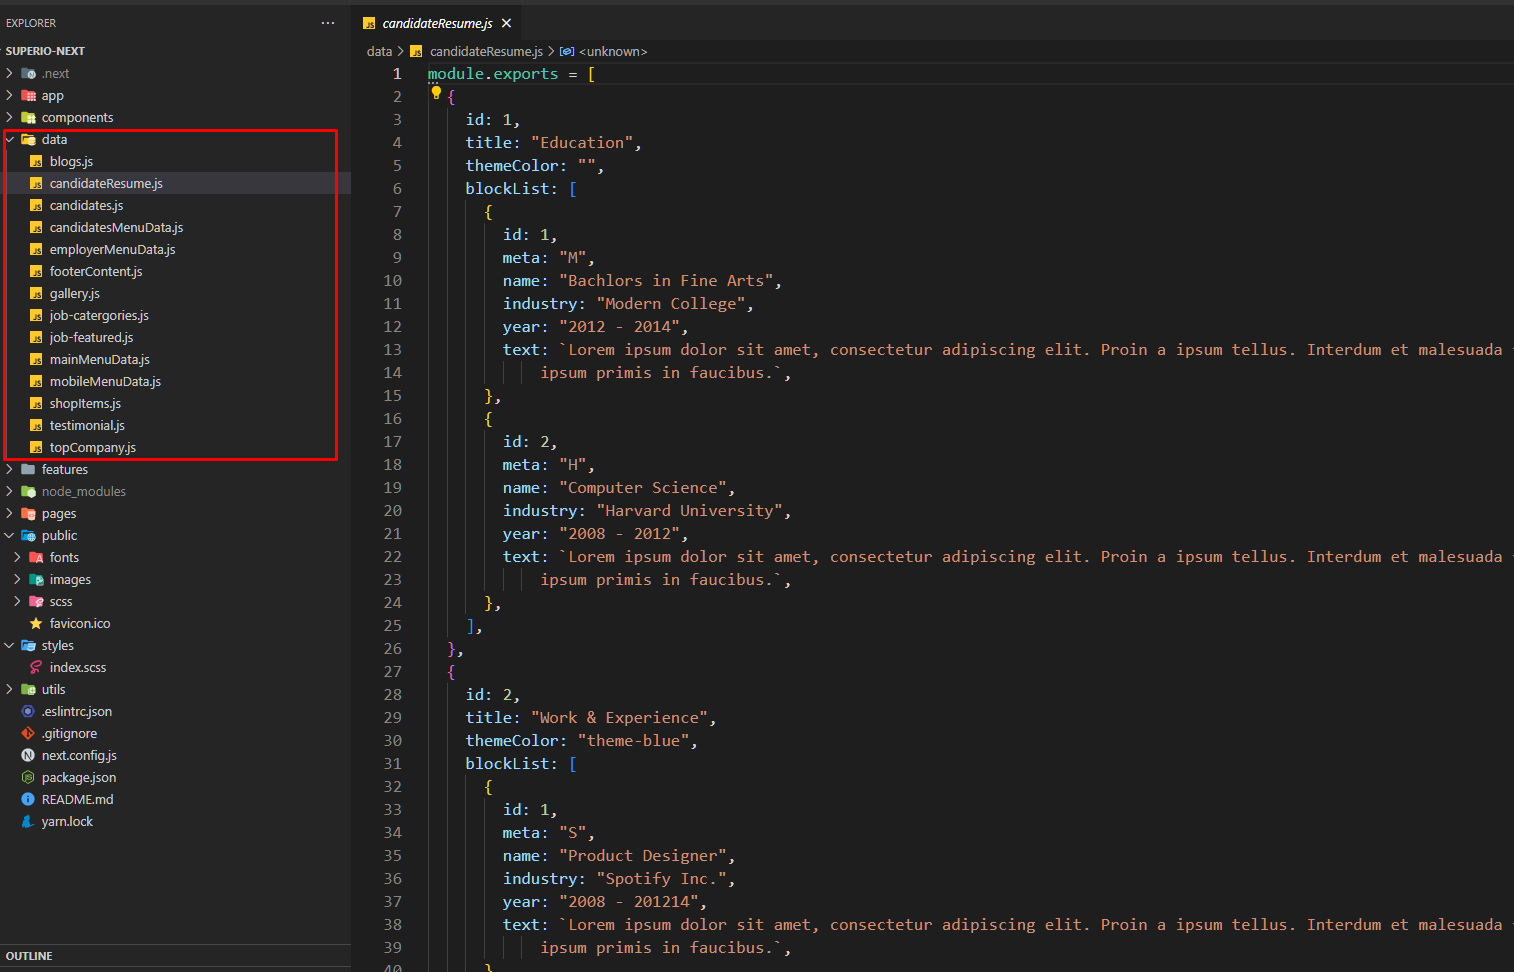 EXPLORER
SUPERIO-NEXT
.next
app
components
data
blogs.js
candidateResume.js
candidates.js
candidatesMenuData.js
employerMenuData.js
footerContent.js
gallery.js
job-catergories.js
job-featured.js
mainMenuData.js
mobileMenuData.js
shopItems.js
testimonial.js
topCompany.js
features
node_modules
pages
public
fonts
images
scss
favicon.ico
styles
index.scss
utils
.eslintrc.json
.gitignore
next.config.js
package.json
README.md
yarn.lock
OUTLINE
candidateResume.js
data > candidateResume.js > <unknown>
1 module.exports = [
2 {
3 id: 1,
4 title: "Education",
5 themeColor: "",
6 blockList: [
7 {
8 id: 1,
9 meta: "M",
10 name: "Bachlors in Fine Arts",
11 industry: "Modern College",
12 year: "2012 - 2014",
13 text: `Lorem ipsum dolor sit amet, consectetur adipiscing elit. Proin a ipsum tellus. Interdum et malesuada
14 ipsum primis in faucibus.`,
15 },
16 {
17 id: 2,
18 meta: "H",
19 name: "Computer Science",
20 industry: "Harvard University",
21 year: "2008 - 2012",
22 text: `Lorem ipsum dolor sit amet, consectetur adipiscing elit. Proin a ipsum tellus. Interdum et malesuada
23 ipsum primis in faucibus.`,
24 },
25 ],
26 },
27 {
28 id: 2,
29 title: "Work & Experience",
30 themeColor: "theme-blue",
31 blockList: [
32 {
33 id: 1,
34 meta: "S",
35 name: "Product Designer",
36 industry: "Spotify Inc.",
37 year: "2008 - 201214",
38 text: `Lorem ipsum dolor sit amet, consectetur adipiscing elit. Proin a ipsum tellus. Interdum et malesuada
39 ipsum primis in faucibus.`,
40 }